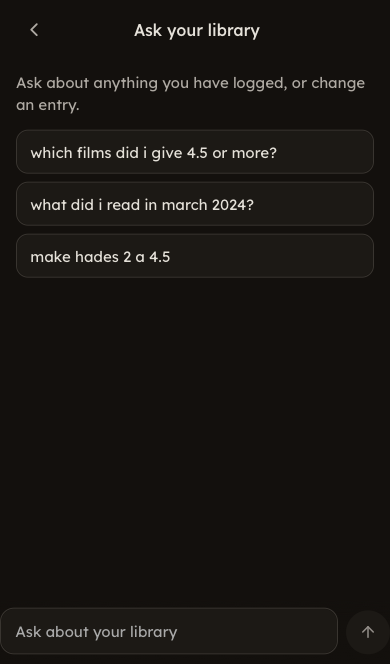 Ask your library
Ask about anything you have logged, or change
an entry.
which films did i give 4.5 or more?
what did i read in march 2024?
make hades 2 a 4.5
Ask about your library